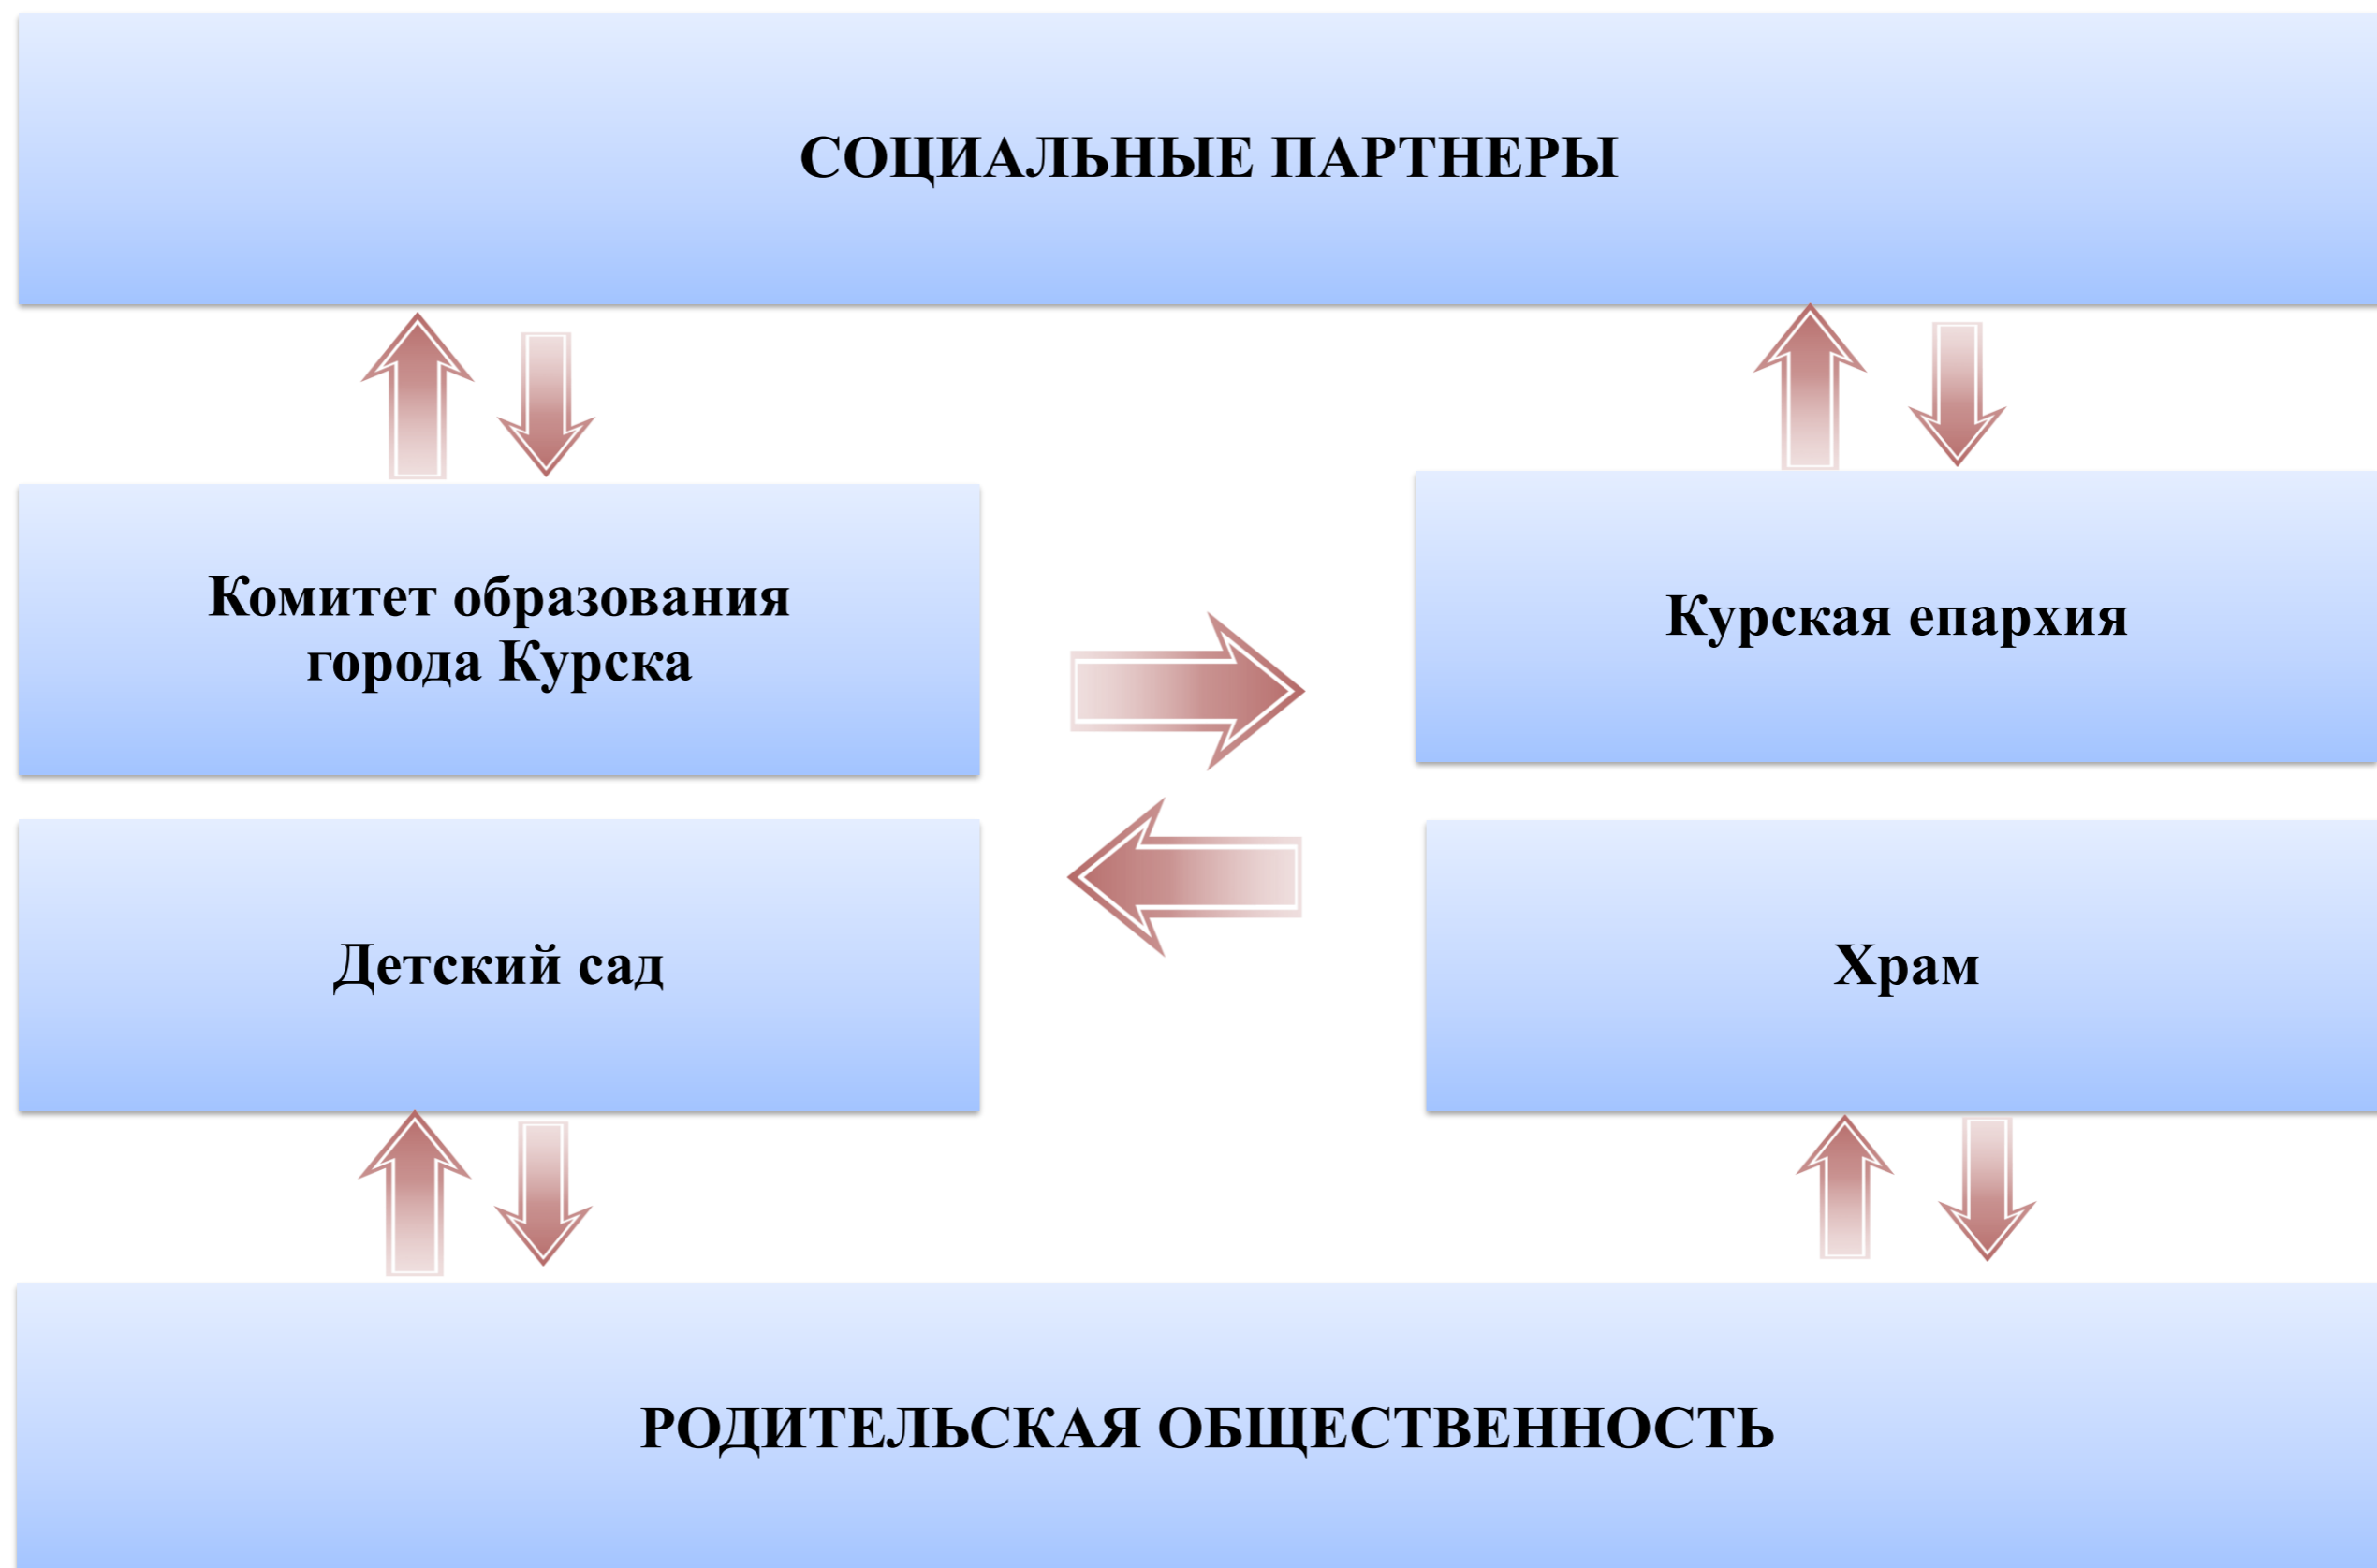 СОЦИАЛЬНЫЕ ПАРТНЕРЫ
Комитет образования
города Курска
Курская епархия
Детский сад
Храм
РОДИТЕЛЬСКАЯ ОБЩЕСТВЕННОСТЬ